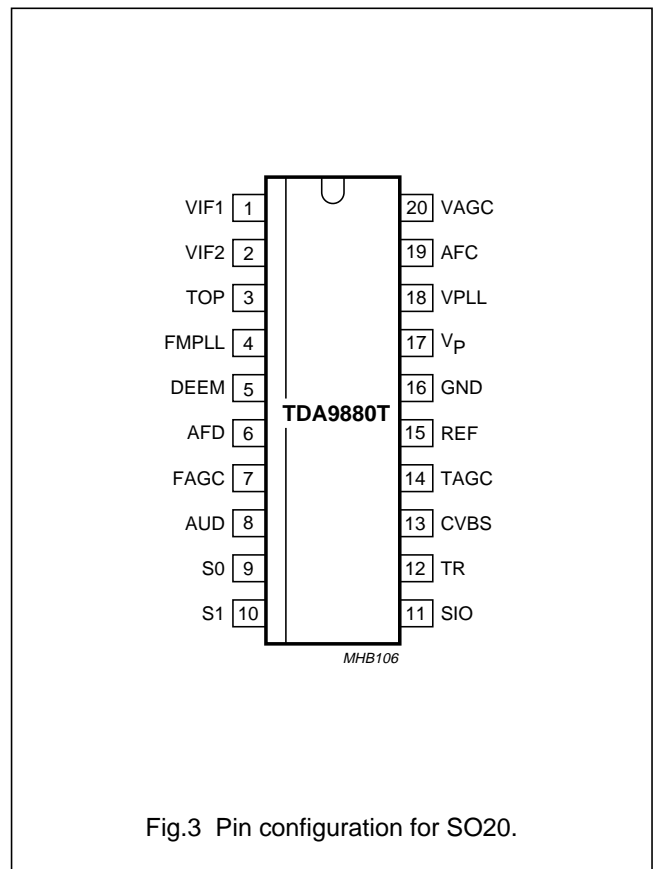 VIF1 1 20 VAGC
VIF2 2 19 AFC
TOP 3 18 VPLL
FMPLL 4 17 VP
DEEM 5 16 GND
TDA9880T
AFD 6 15 REF
FAGC 7 14 TAGC
AUD 8 13 CVBS
S0 9 12 TR
S1 10 11 SIO
MHB106
Fig.3 Pin configuration for SO20.